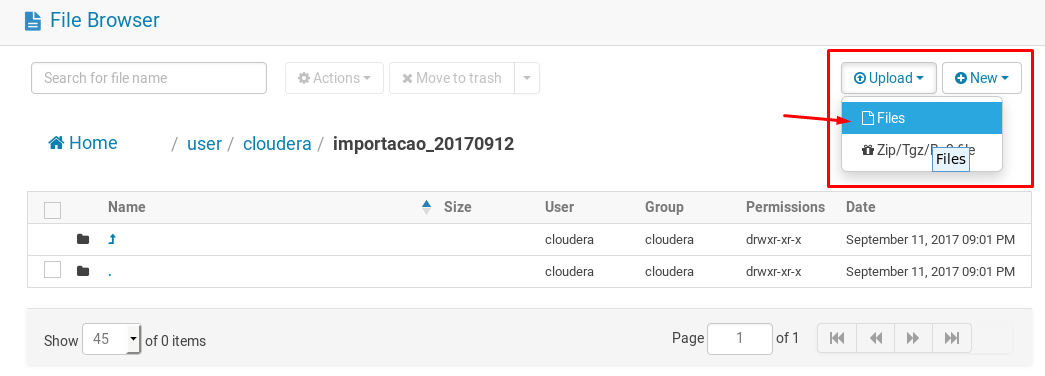 File Browser
Search for file name
Actions
Move to trash
Upload
New
Files
Zip/Tgz/
file
Files
Home / user / cloudera / importacao_20170912
Name Size User Group Permissions Date
cloudera cloudera drwxr-xr-x September 11, 2017 09:01 PM
. cloudera cloudera drwxr-xr-x September 11, 2017 09:01 PM
Show 45 of 0 items
Page 1 of 1